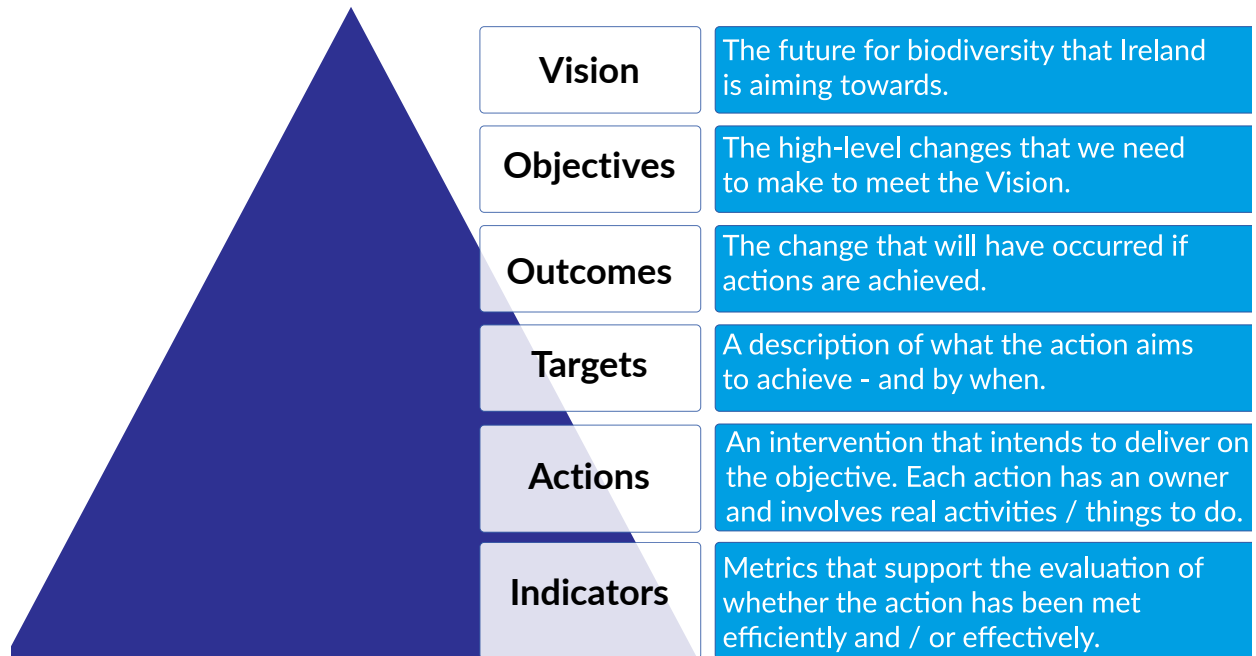 Vision
The future for biodiversity that Ireland
is aiming towards.
Objectives
The high-level changes that we need
to make to meet the Vision.
Outcomes
The change that will have occurred if
actions are achieved.
Targets
A description of what the action aims
to achieve - and by when.
Actions
An intervention that intends to deliver on
the objective. Each action has an owner
and involves real activities / things to do.
Indicators
Metrics that support the evaluation of
whether the action has been met
efficiently and / or effectively.